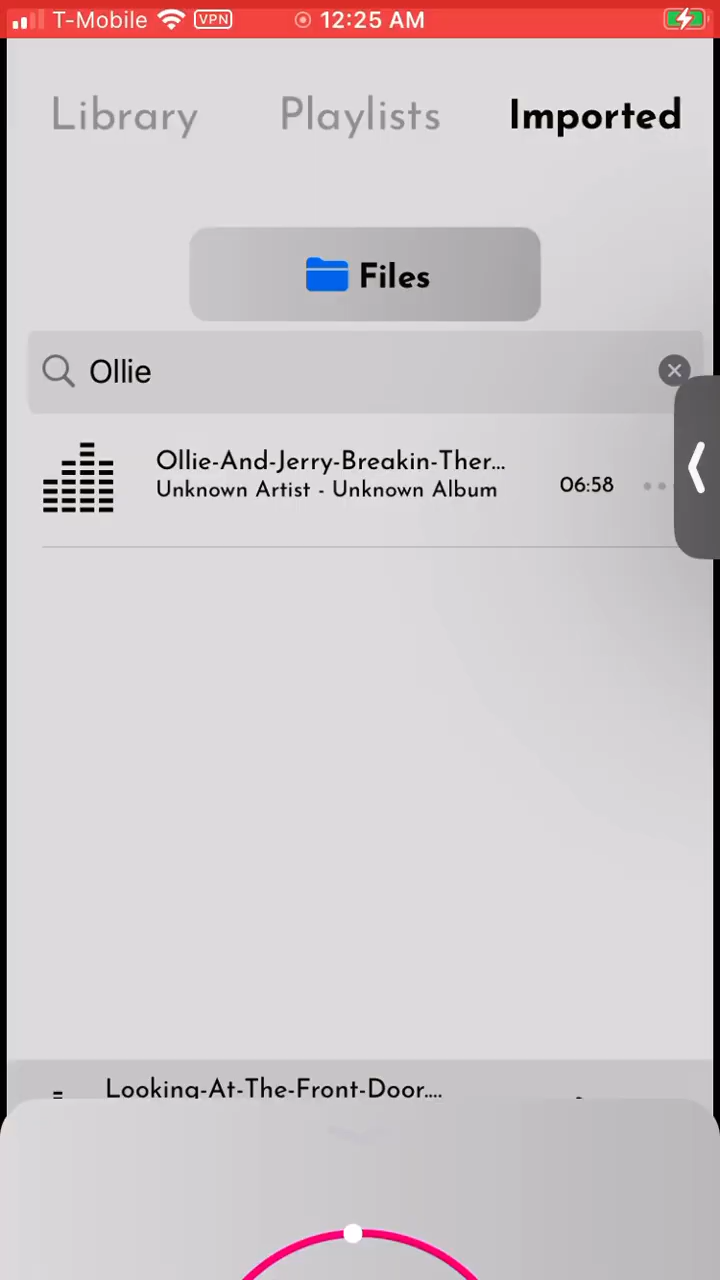 T-Mobile VPN 12:25 AM
Library Playlists Imported
Files
Ollie
Ollie-And-Jerry-Breakin-Ther...
Unknown Artist - Unknown Album
06:58
Looking-At-The-Front-Door....